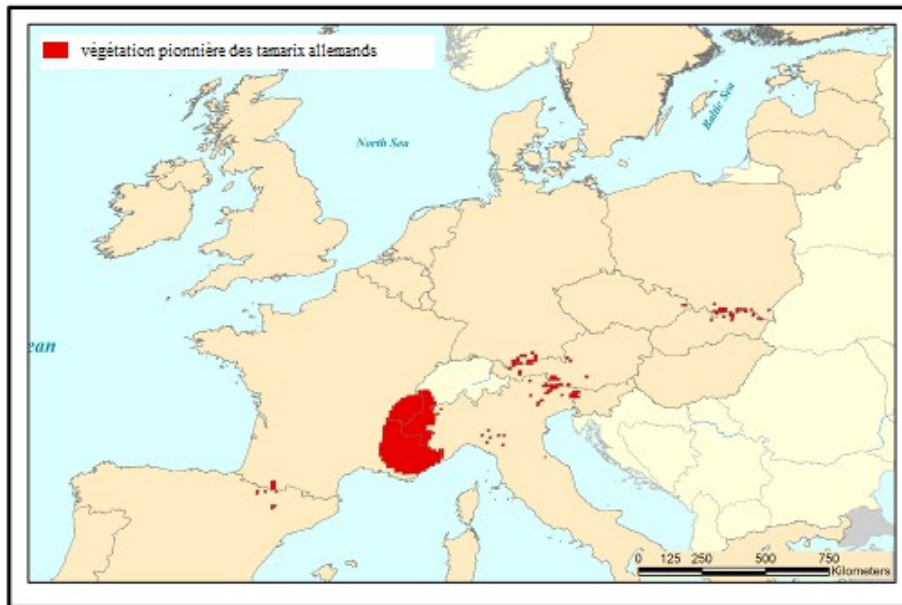 végétation pionnière des tamarix allemands
North Sea
Baltic Sea
ean
0 125 250 500 750
Kilometers